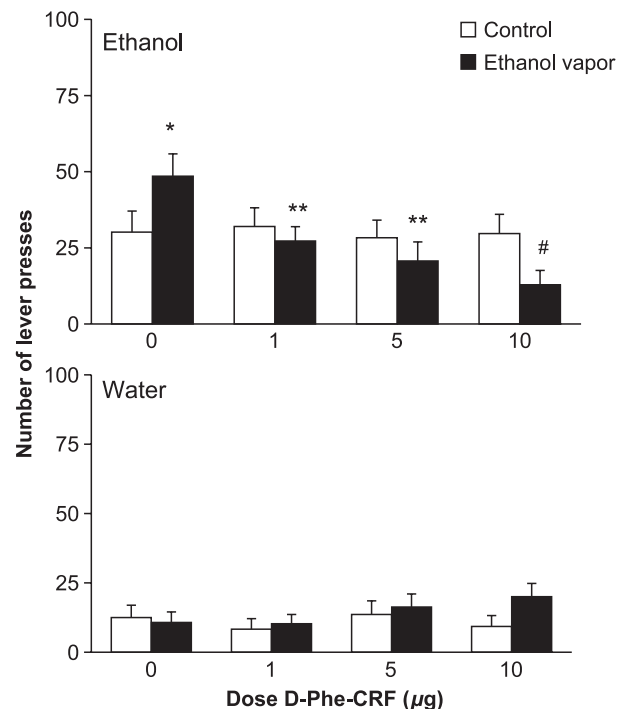 100
75
50
25
0
Ethanol
Control
Ethanol vapor
*
**
**
#
0 1 5 10
Number of lever presses
100
75
50
25
0
Water
0 1 5 10
Dose D-Phe-CRF (µg)